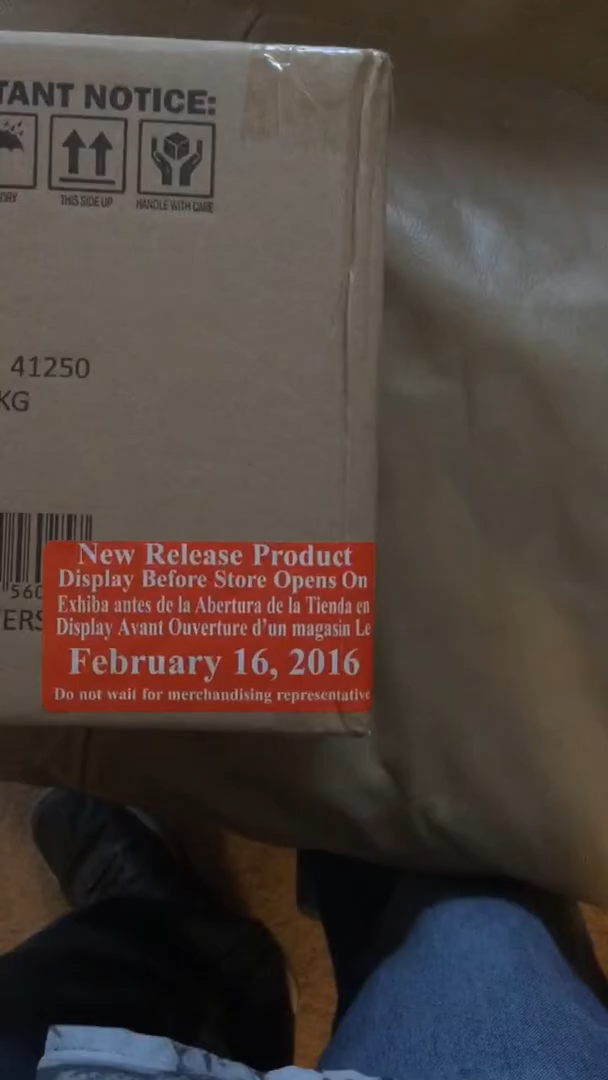 TANT NOTICE:
DRY THIS SIDE UP HANDLE WITH CARE
41250
KG
560
ERS
New Release Product
Display Before Store Opens On
Exhiba antes de la Abertura de la Tienda en
Display Avant Ouverture d'un magasin Le
February 16, 2016
Do not wait for merchandising representative